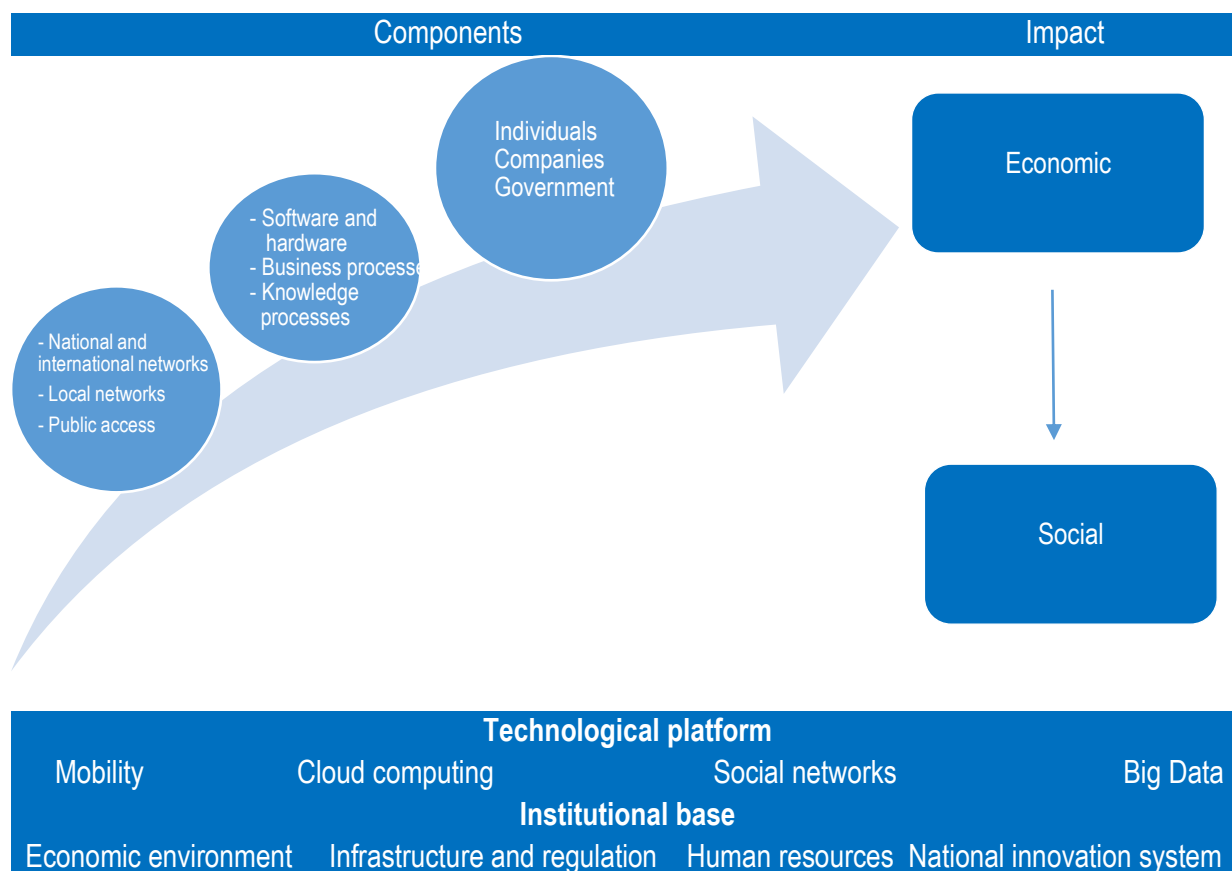 Components
Impact
Individuals
Companies
Government
Economic
- Software and
hardware
- Business processe
- Knowledge
processes
- National and
international networks
- Local networks
- Public access
Social
Technological platform
Mobility Cloud computing Social networks Big Data
Institutional base
Economic environment Infrastructure and regulation Human resources National innovation system